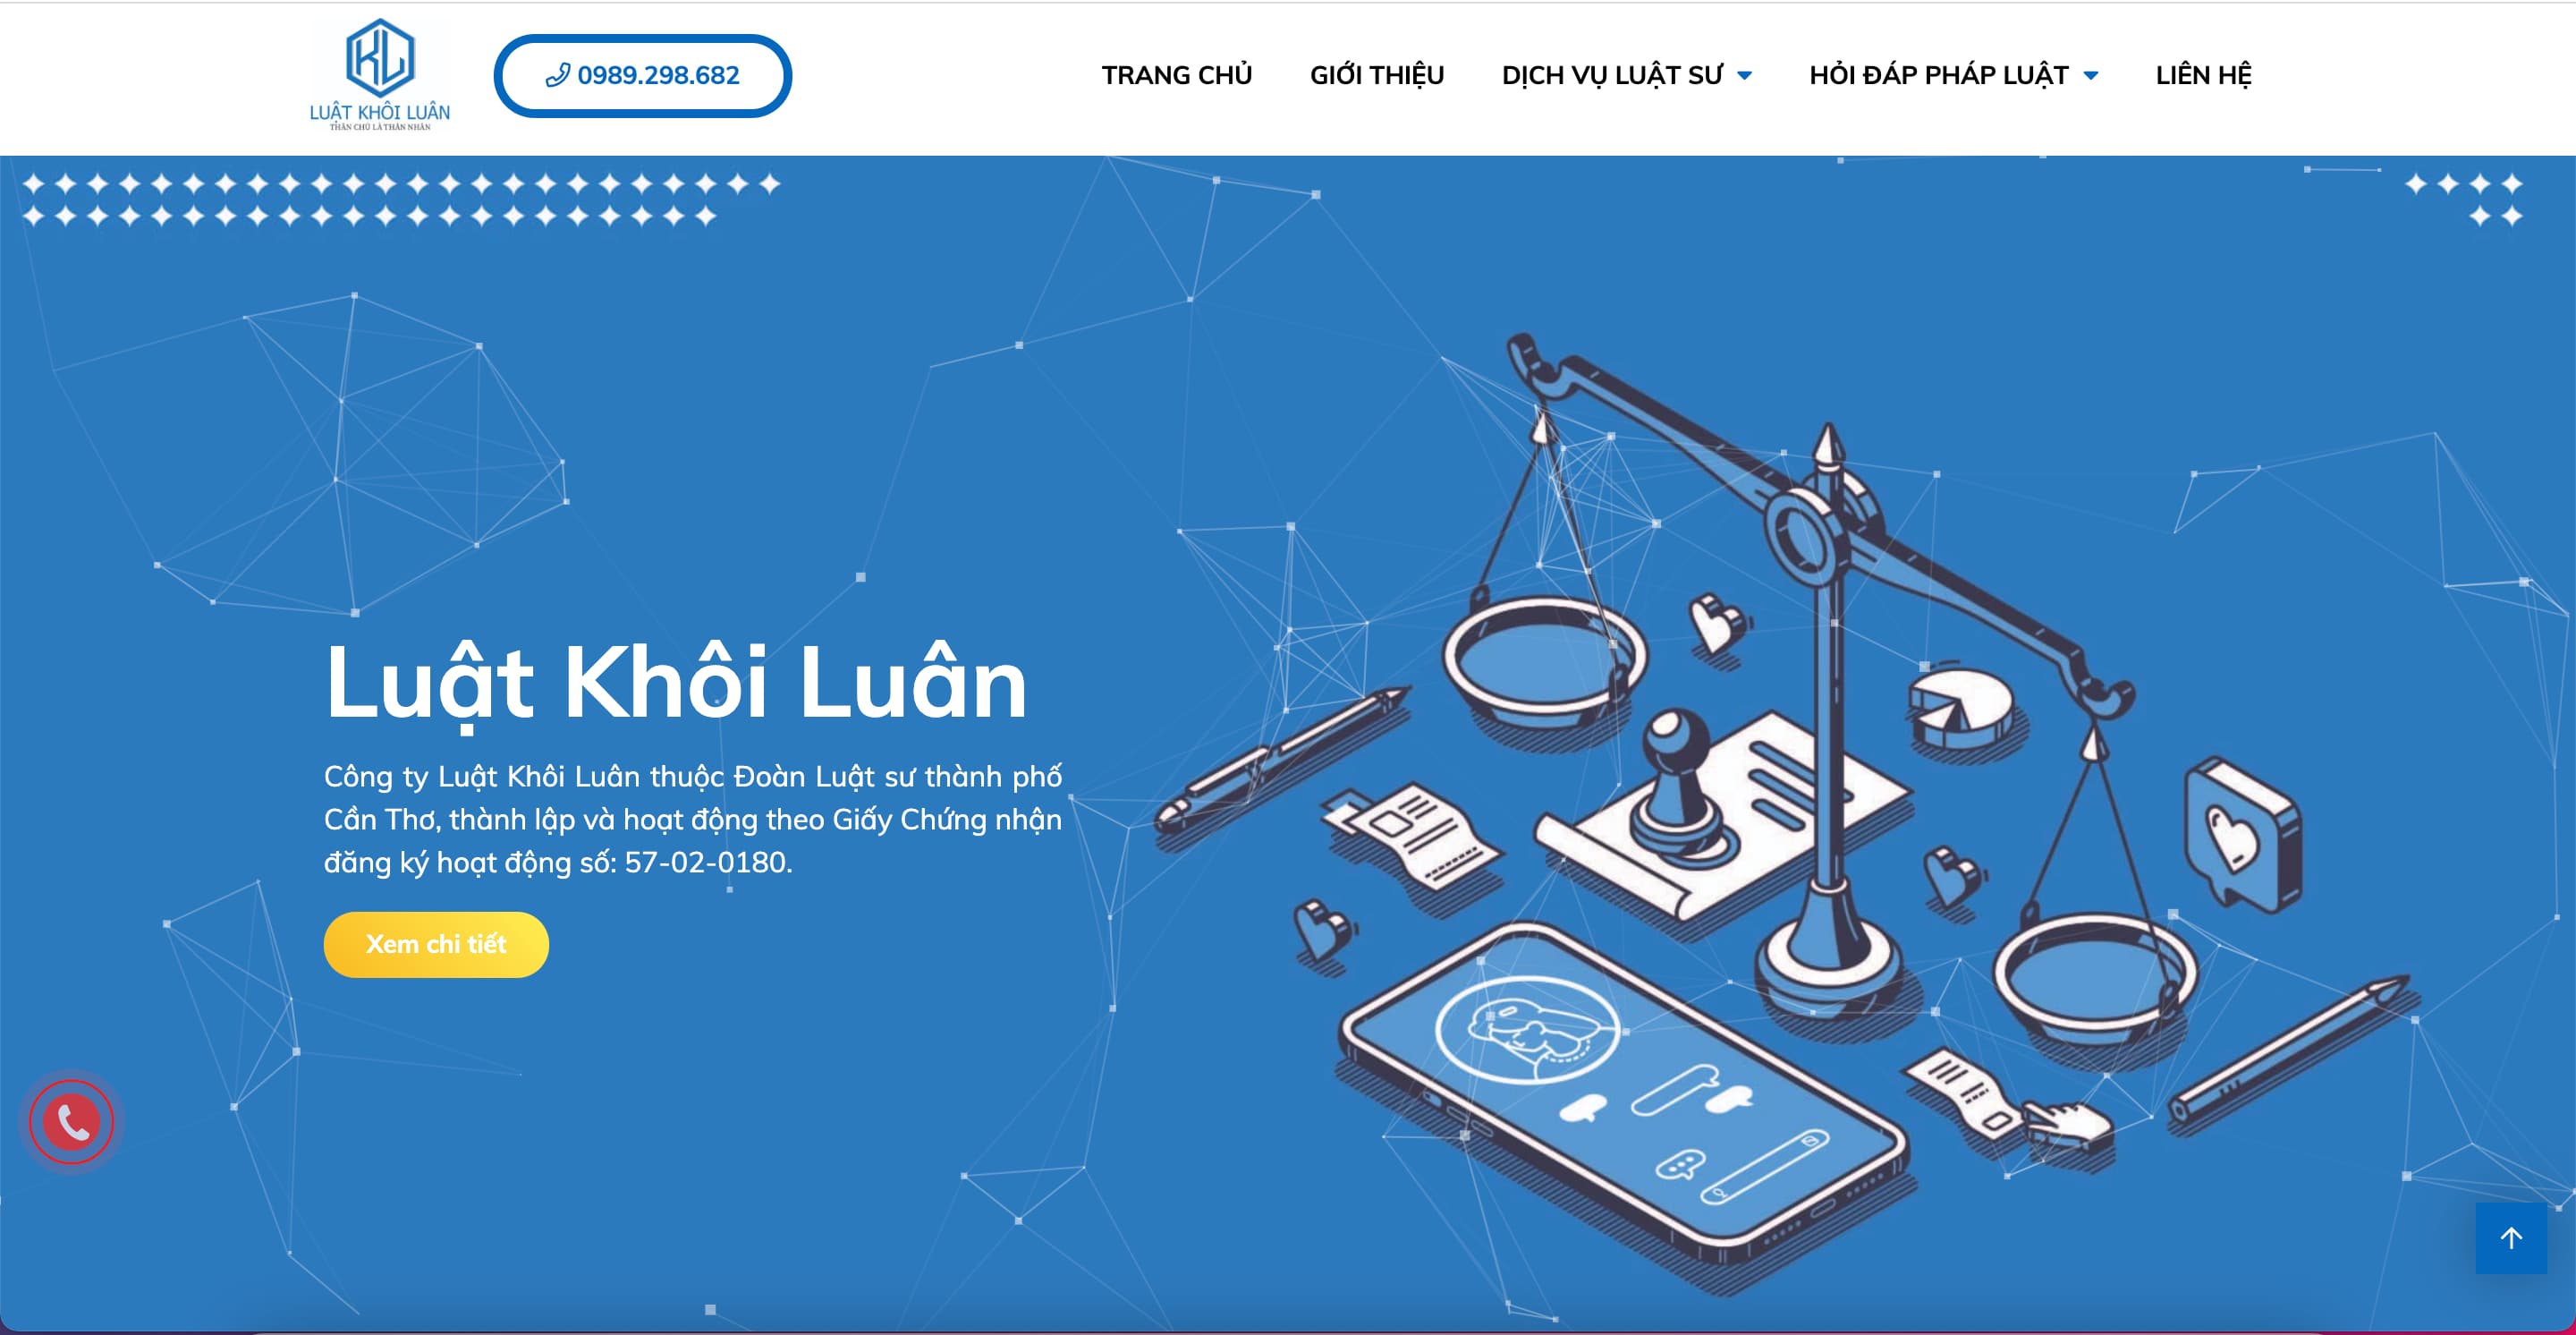 LUẬT KHÔI LUÂN
THÂN CHỦ LÀ THÂN NHÂN
0989.298.682
TRANG CHỦ
GIỚI THIỆU
DỊCH VỤ LUẬT SƯ
HỎI ĐÁP PHÁP LUẬT
LIÊN HỆ
Luật Khôi Luân
Công ty Luật Khôi Luân thuộc Đoàn Luật sư thành phố
Cần Thơ, thành lập và hoạt động theo Giấy Chứng nhận
đăng ký hoạt động số: 57-02-0180.
Xem chi tiết